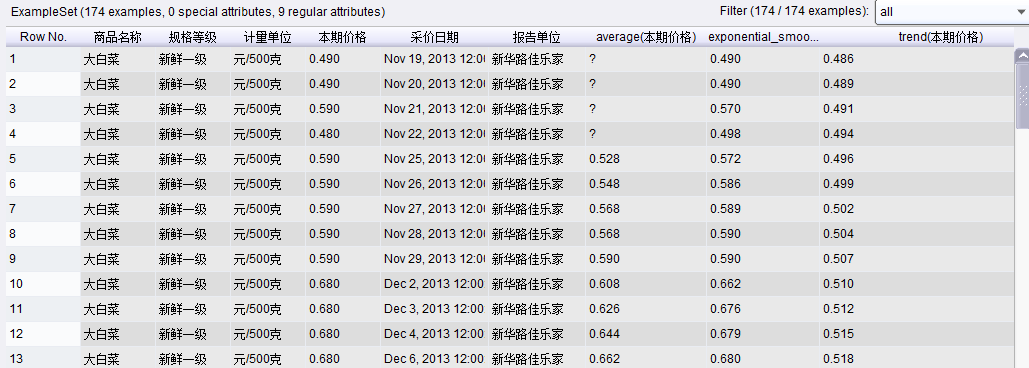 ExampleSet (174 examples, 0 special attributes, 9 regular attributes) Filter (174 / 174 examples): all
Row No. 商品名称 规格等级 计量单位 本期价格 采价日期 报告单位 average(本期价格) exponential_smoo... trend(本期价格)
1 大白菜 新鲜一级 元/500克 0.490 Nov 19, 2013 12:00 新华路佳乐家 ? 0.490 0.486
2 大白菜 新鲜一级 元/500克 0.490 Nov 20, 2013 12:00 新华路佳乐家 ? 0.490 0.489
3 大白菜 新鲜一级 元/500克 0.590 Nov 21, 2013 12:00 新华路佳乐家 ? 0.570 0.491
4 大白菜 新鲜一级 元/500克 0.480 Nov 22, 2013 12:00 新华路佳乐家 ? 0.498 0.494
5 大白菜 新鲜一级 元/500克 0.590 Nov 25, 2013 12:00 新华路佳乐家 0.528 0.572 0.496
6 大白菜 新鲜一级 元/500克 0.590 Nov 26, 2013 12:00 新华路佳乐家 0.548 0.586 0.499
7 大白菜 新鲜一级 元/500克 0.590 Nov 27, 2013 12:00 新华路佳乐家 0.568 0.589 0.502
8 大白菜 新鲜一级 元/500克 0.590 Nov 28, 2013 12:00 新华路佳乐家 0.568 0.590 0.504
9 大白菜 新鲜一级 元/500克 0.590 Nov 29, 2013 12:00 新华路佳乐家 0.590 0.590 0.507
10 大白菜 新鲜一级 元/500克 0.680 Dec 2, 2013 12:00 新华路佳乐家 0.608 0.662 0.510
11 大白菜 新鲜一级 元/500克 0.680 Dec 3, 2013 12:00 新华路佳乐家 0.626 0.676 0.512
12 大白菜 新鲜一级 元/500克 0.680 Dec 4, 2013 12:00 新华路佳乐家 0.644 0.679 0.515
13 大白菜 新鲜一级 元/500克 0.680 Dec 6, 2013 12:00 新华路佳乐家 0.662 0.680 0.518